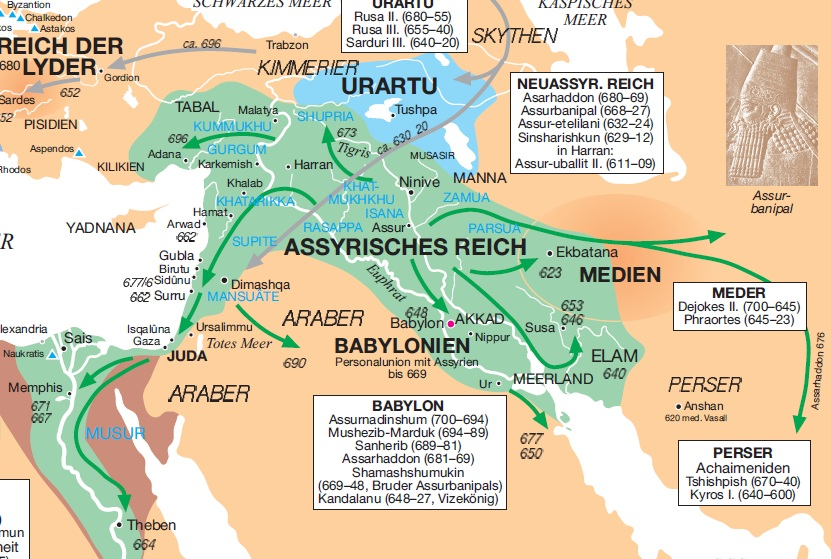 SCHWARZES MEER
KASPISCHES
MEER
Byzantion
Chalkedon
Astakos
URARTU
Rusa II. (680–55)
Rusa III. (655–40)
Sarduri III. (640–20)
SKYTHEN
ca. 696
Trabzon
REICH DER
LYDER
680
Gordion
652
Sardes
52
KIMMERIER
URARTU
Tushpa
NEUASSYR. REICH
Asarhaddon (680–69)
Assurbanipal (668–27)
Assur-etelilani (632–24)
Sinsharishkun (629–12)
in Harran:
Assur-uballit II. (611–09)
Assur-
banipal
PISIDIEN
Aspendos
Rhodos
TABAL
Malatya
KUMMUKHU
SHUPRIA
696
GURGUM
673
Tigris
ca. 630
20
MUSASIR
Adana
KILIKIEN
Karkemish
Harran
MANNA
Khalab
KHATARIKKA
KHAT-
MUKHKHU
ISANA
Ninive
ZAMUA
YADNANA
Hamat
Arwad
662
RASAPPA
Assur
PARSUA
SUPITE
ASSYRISCHES REICH
Ekbatana
623
MEDIEN
Gubla
Birutu
677/6
Sidūnu
662
Surru
Dimashqa
MANSUATE
Euphrat
MEDER
Dejokes II. (700–645)
Phraortes (645–23)
653
646
648
Babylon
AKKAD
Nippur
Susa
ARABER
lexandria
Sais
Naukratis
Isqalūna
Gaza
Ursalimmu
Totes Meer
JUDA
690
BABYLONIEN
Personalunion mit Assyrien
bis 669
ELAM
640
Assarhaddon 676
Memphis
671
667
ARABER
Ur
MEERLAND
PERSER
Anshan
620 med. Vasall
MUSUR
BABYLON
Assurnadinshum (700–694)
Mushezib-Marduk (694–89)
Sanherib (689–81)
Assarhaddon (681–69)
Shamashshumukin
(669–48, Bruder Assurbanipals)
Kandalanu (648–27, Vizekönig)
677
650
PERSER
Achaimeniden
Tshishpish (670–40)
Kyros I. (640–600)
Theben
664